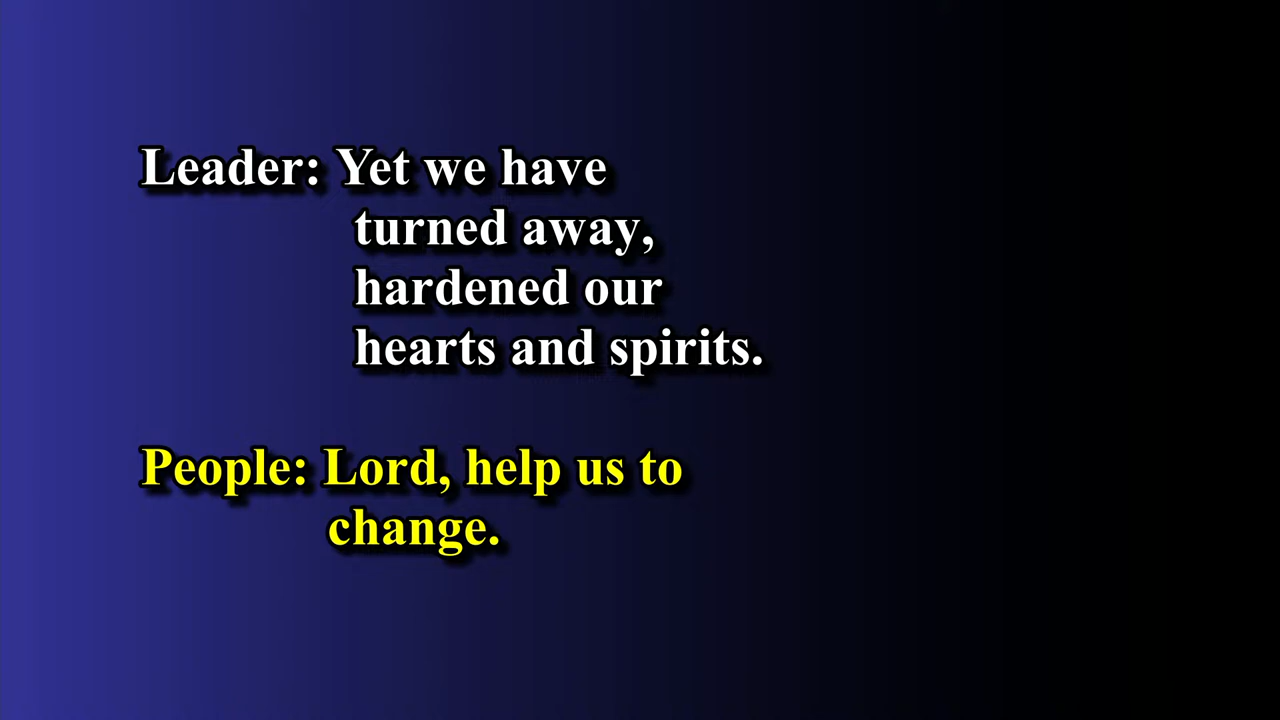 Leader: Yet we have
turned away,
hardened our
hearts and spirits.
People: Lord, help us to
change.